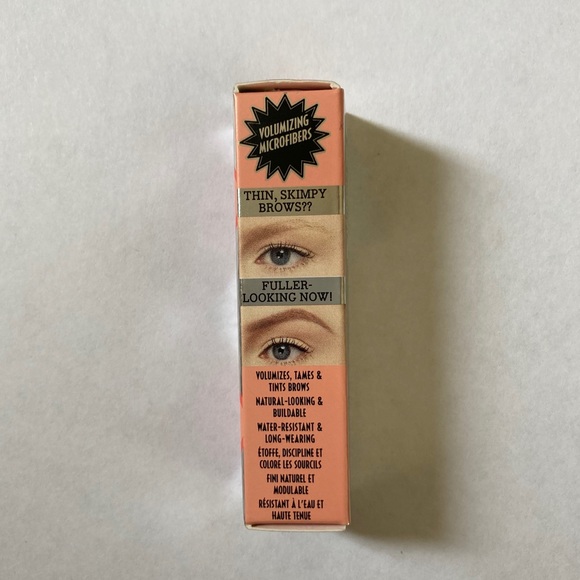 VOLUMIZING
MICROFIBERS
THIN, SKIMPY
BROWS??
FULLER-
LOOKING NOW!
VOLUMIZES, TAMES &
TINTS BROWS
NATURAL-LOOKING &
BUILDABLE
WATER-RESISTANT &
LONG-WEARING
ÉTOFFE, DISCIPLINE ET
COLORE LES SOURCILS
FINI NATUREL ET
MODULABLE
RÉSISTANT À L'EAU ET
HAUTE TENUE